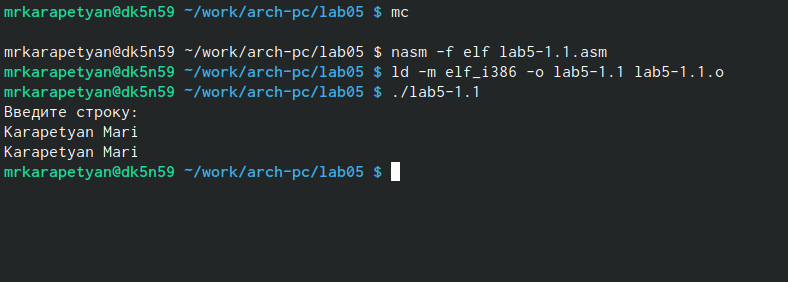 mrkarapetyan@dk5n59 ~/work/arch-pc/lab05 $ mc
mrkarapetyan@dk5n59 ~/work/arch-pc/lab05 $ nasm -f elf lab5-1.1.asm
mrkarapetyan@dk5n59 ~/work/arch-pc/lab05 $ ld -m elf_i386 -o lab5-1.1 lab5-1.1.o
mrkarapetyan@dk5n59 ~/work/arch-pc/lab05 $ ./lab5-1.1
Введите строку:
Karapetyan Mari
Karapetyan Mari
mrkarapetyan@dk5n59 ~/work/arch-pc/lab05 $